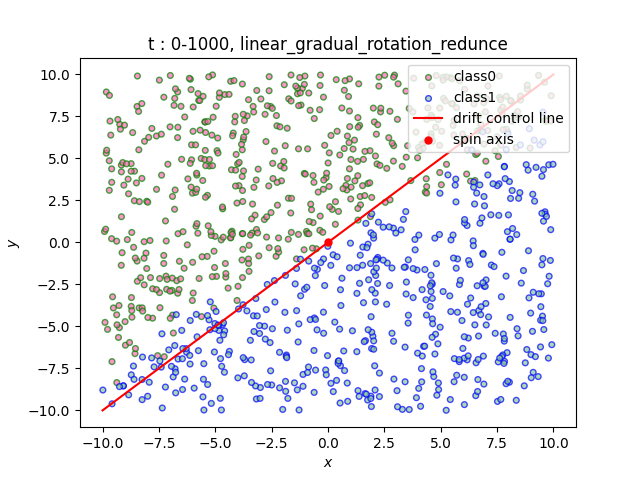 t : 0-1000, linear_gradual_rotation_redunce
class0
class1
drift control line
spin axis
10.0
7.5
5.0
2.5
0.0
−2.5
−5.0
−7.5
−10.0
y
−10.0 −7.5 −5.0 −2.5 0.0 2.5 5.0 7.5 10.0
x